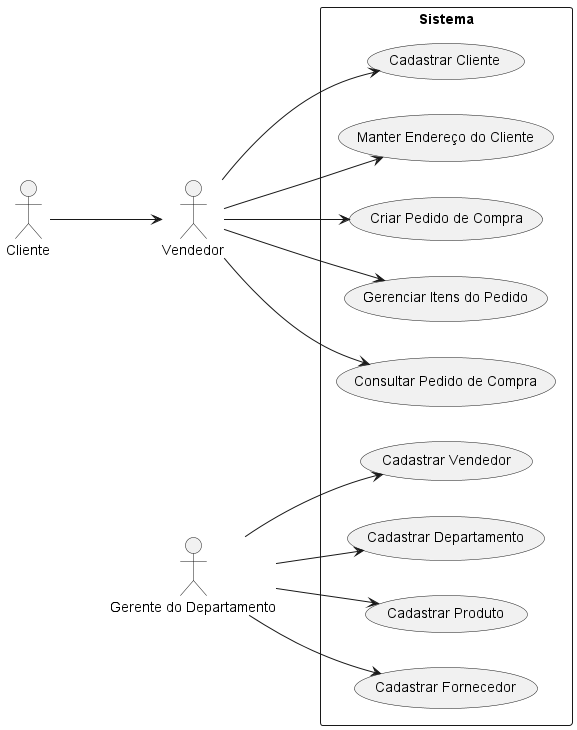 Sistema
Cadastrar Cliente
Manter Endereço do Cliente
Criar Pedido de Compra
Cliente
Vendedor
Gerenciar Itens do Pedido
Consultar Pedido de Compra
Cadastrar Vendedor
Cadastrar Departamento
Gerente do Departamento
Cadastrar Produto
Cadastrar Fornecedor